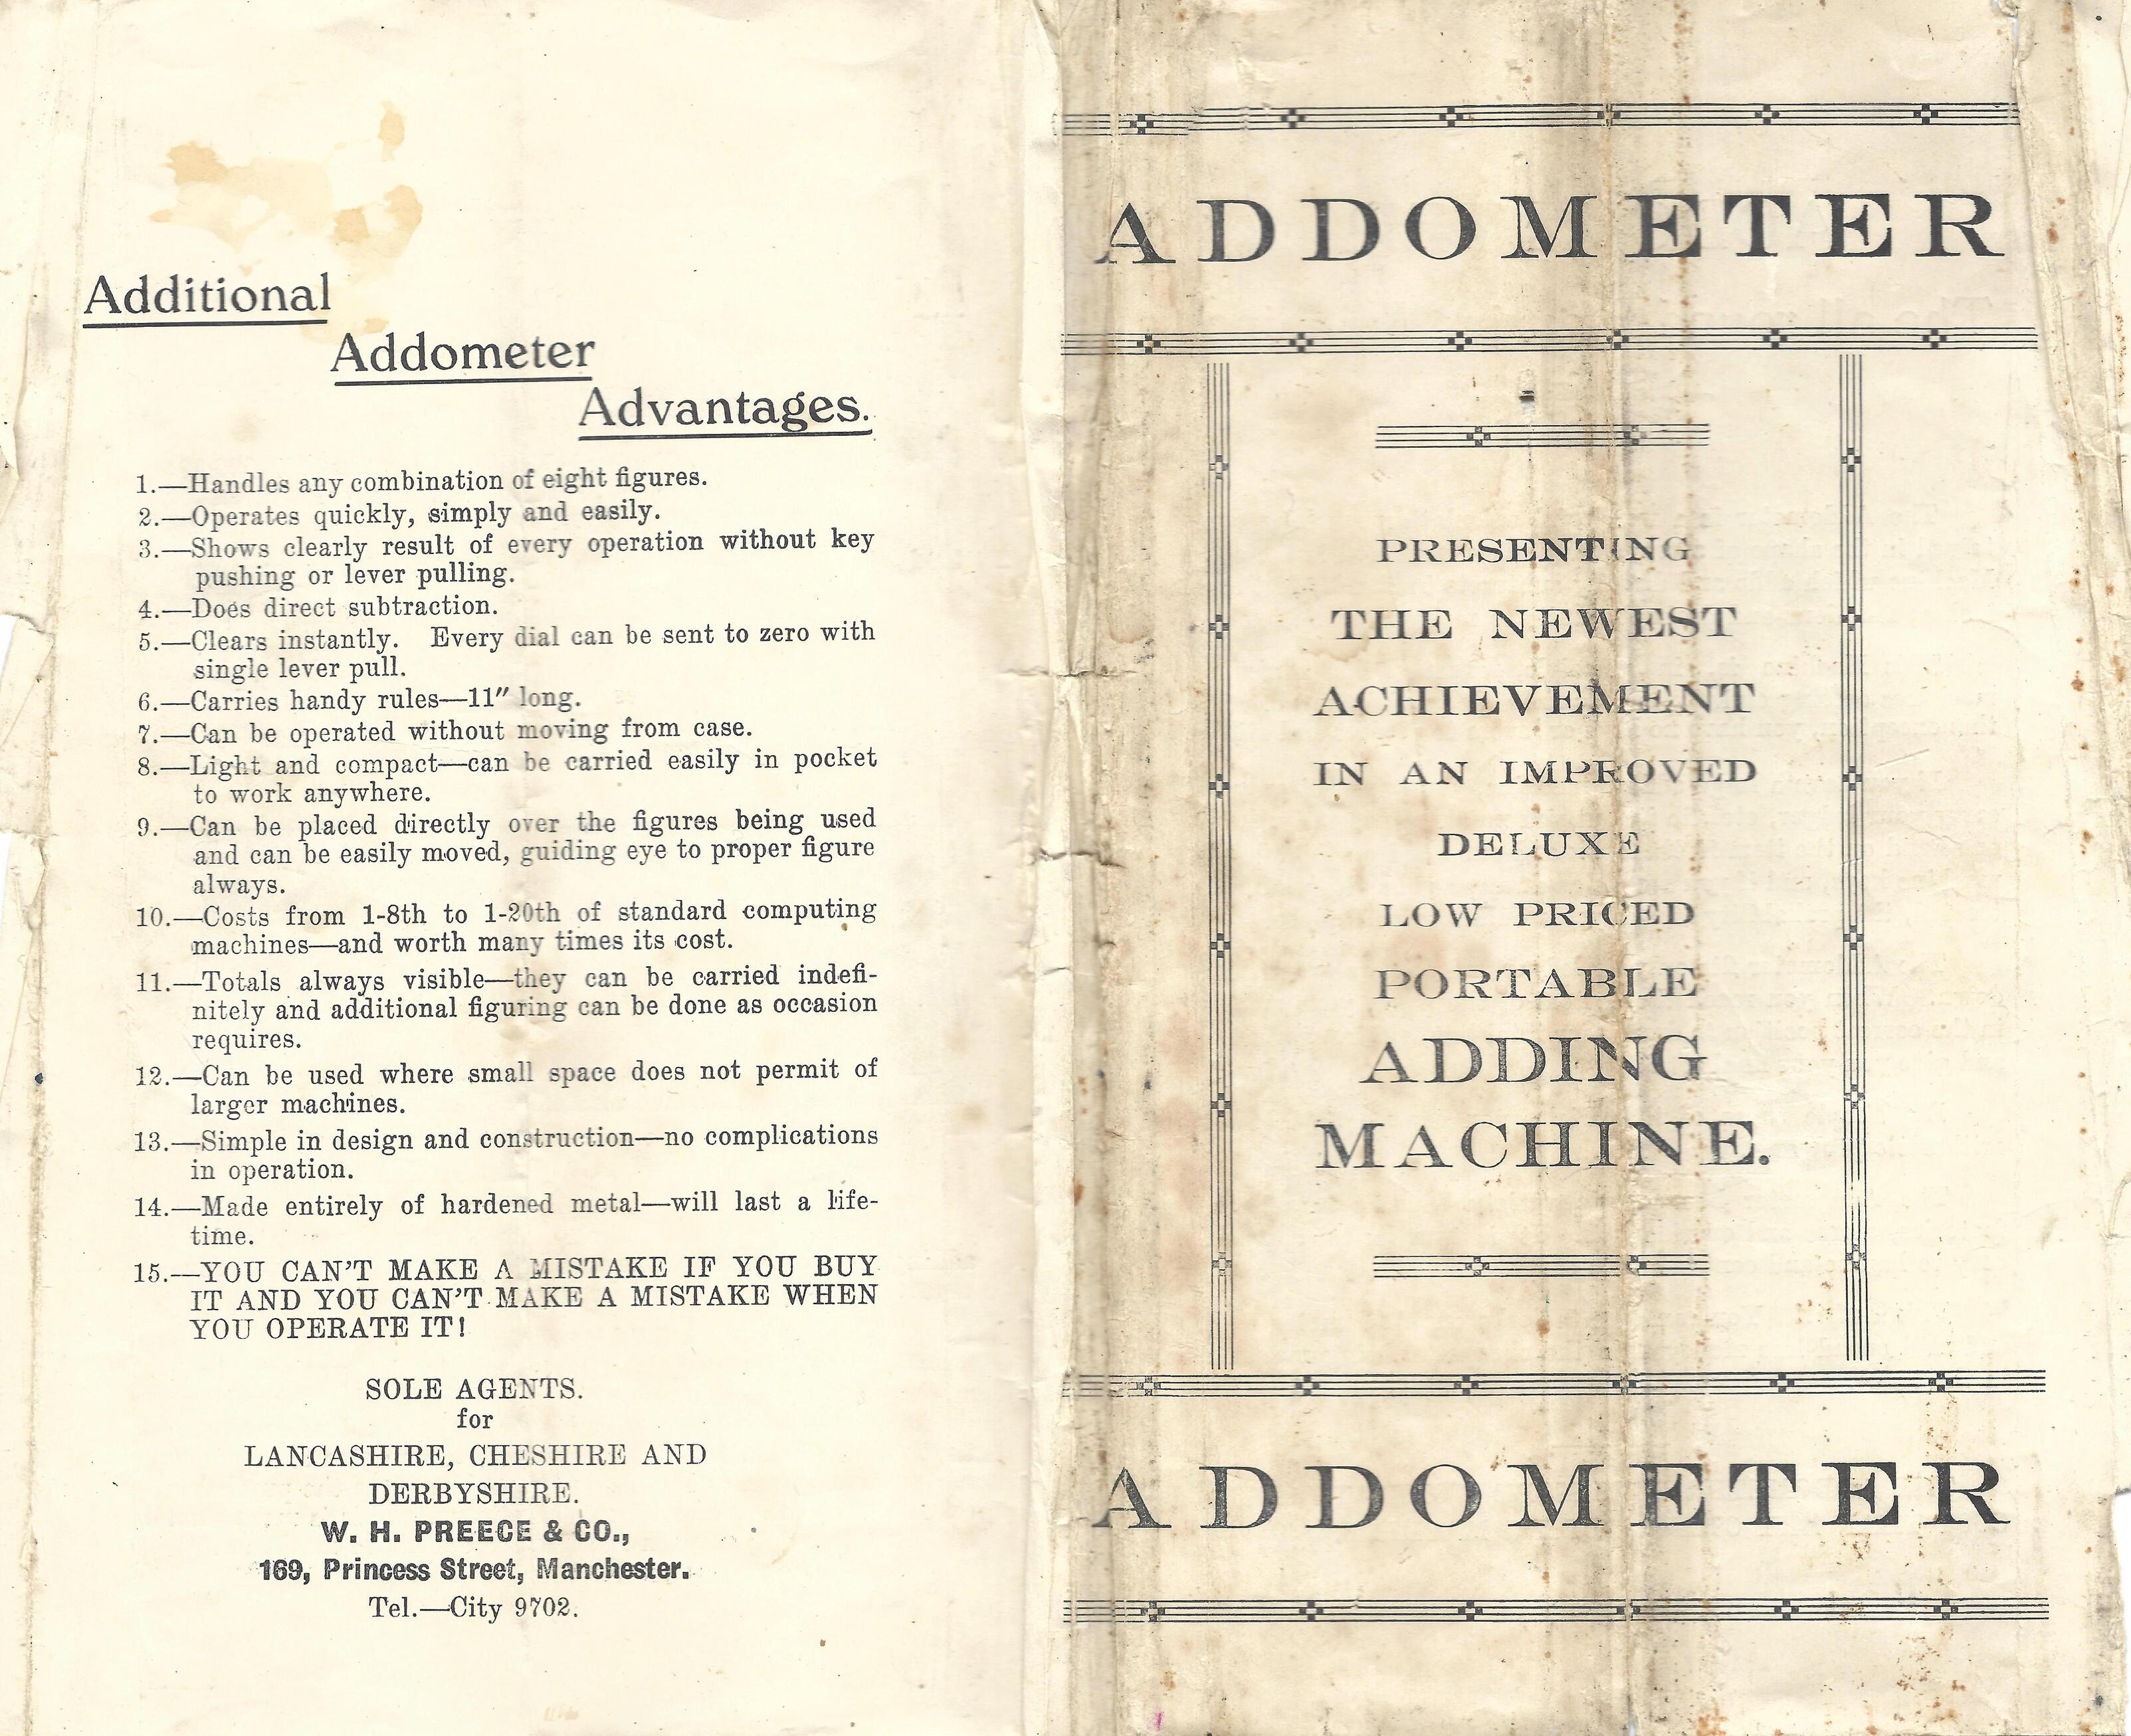 Additional
Addometer
Advantages.
1.—Handles any combination of eight figures.
2.—Operates quickly, simply and easily.
3.—Shows clearly result of every operation without key
pushing or lever pulling.
4.—Does direct subtraction.
5.—Clears instantly. Every dial can be sent to zero with
single lever pull.
6.—Carries handy rules—11″ long.
7.—Can be operated without moving from case.
8.—Light and compact—can be carried easily in pocket
to work anywhere.
9.—Can be placed directly over the figures being used
and can be easily moved, guiding eye to proper figure
always.
10.—Costs from 1-8th to 1-20th of standard computing
machines—and worth many times its cost.
11.—Totals always visible—they can be carried indefi-
nitely and additional figuring can be done as occasion
requires.
12.—Can be used where small space does not permit of
larger machines.
13.—Simple in design and construction—no complications
in operation.
14.—Made entirely of hardened metal—will last a life-
time.
15.—YOU CAN'T MAKE A MISTAKE IF YOU BUY
IT AND YOU CAN'T MAKE A MISTAKE WHEN
YOU OPERATE IT!
SOLE AGENTS.
for
LANCASHIRE, CHESHIRE AND
DERBYSHIRE.
W. H. PREECE & CO.,
169, Princess Street, Manchester.
Tel.—City 9702.
ADDOMETER
PRESENTING
THE NEWEST
ACHIEVEMENT
IN AN IMPROVED
DELUXE
LOW PRICED
PORTABLE
ADDING
MACHINE.
ADDOMETER